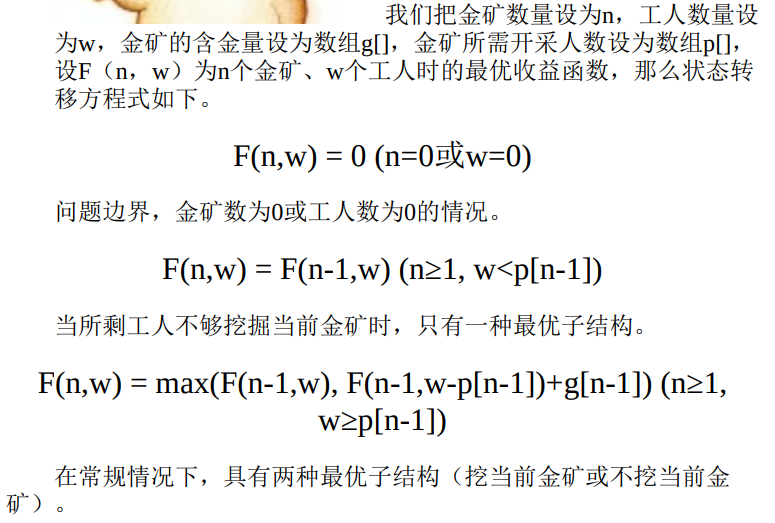 我们把金矿数量设为n，工人数量设
为w，金矿的含金量设为数组g[]，金矿所需开采人数设为数组p[]，
设F（n，w）为n个金矿、w个工人时的最优收益函数，那么状态转
移方程式如下。
F(n,w) = 0 (n=0或w=0)
问题边界，金矿数为0或工人数为0的情况。
F(n,w) = F(n-1,w) (n≥1, w<p[n-1])
当所剩工人不够挖掘当前金矿时，只有一种最优子结构。
F(n,w) = max(F(n-1,w), F(n-1,w-p[n-1])+g[n-1]) (n≥1,
w≥p[n-1])
在常规情况下，具有两种最优子结构（挖当前金矿或不挖当前金
矿）。